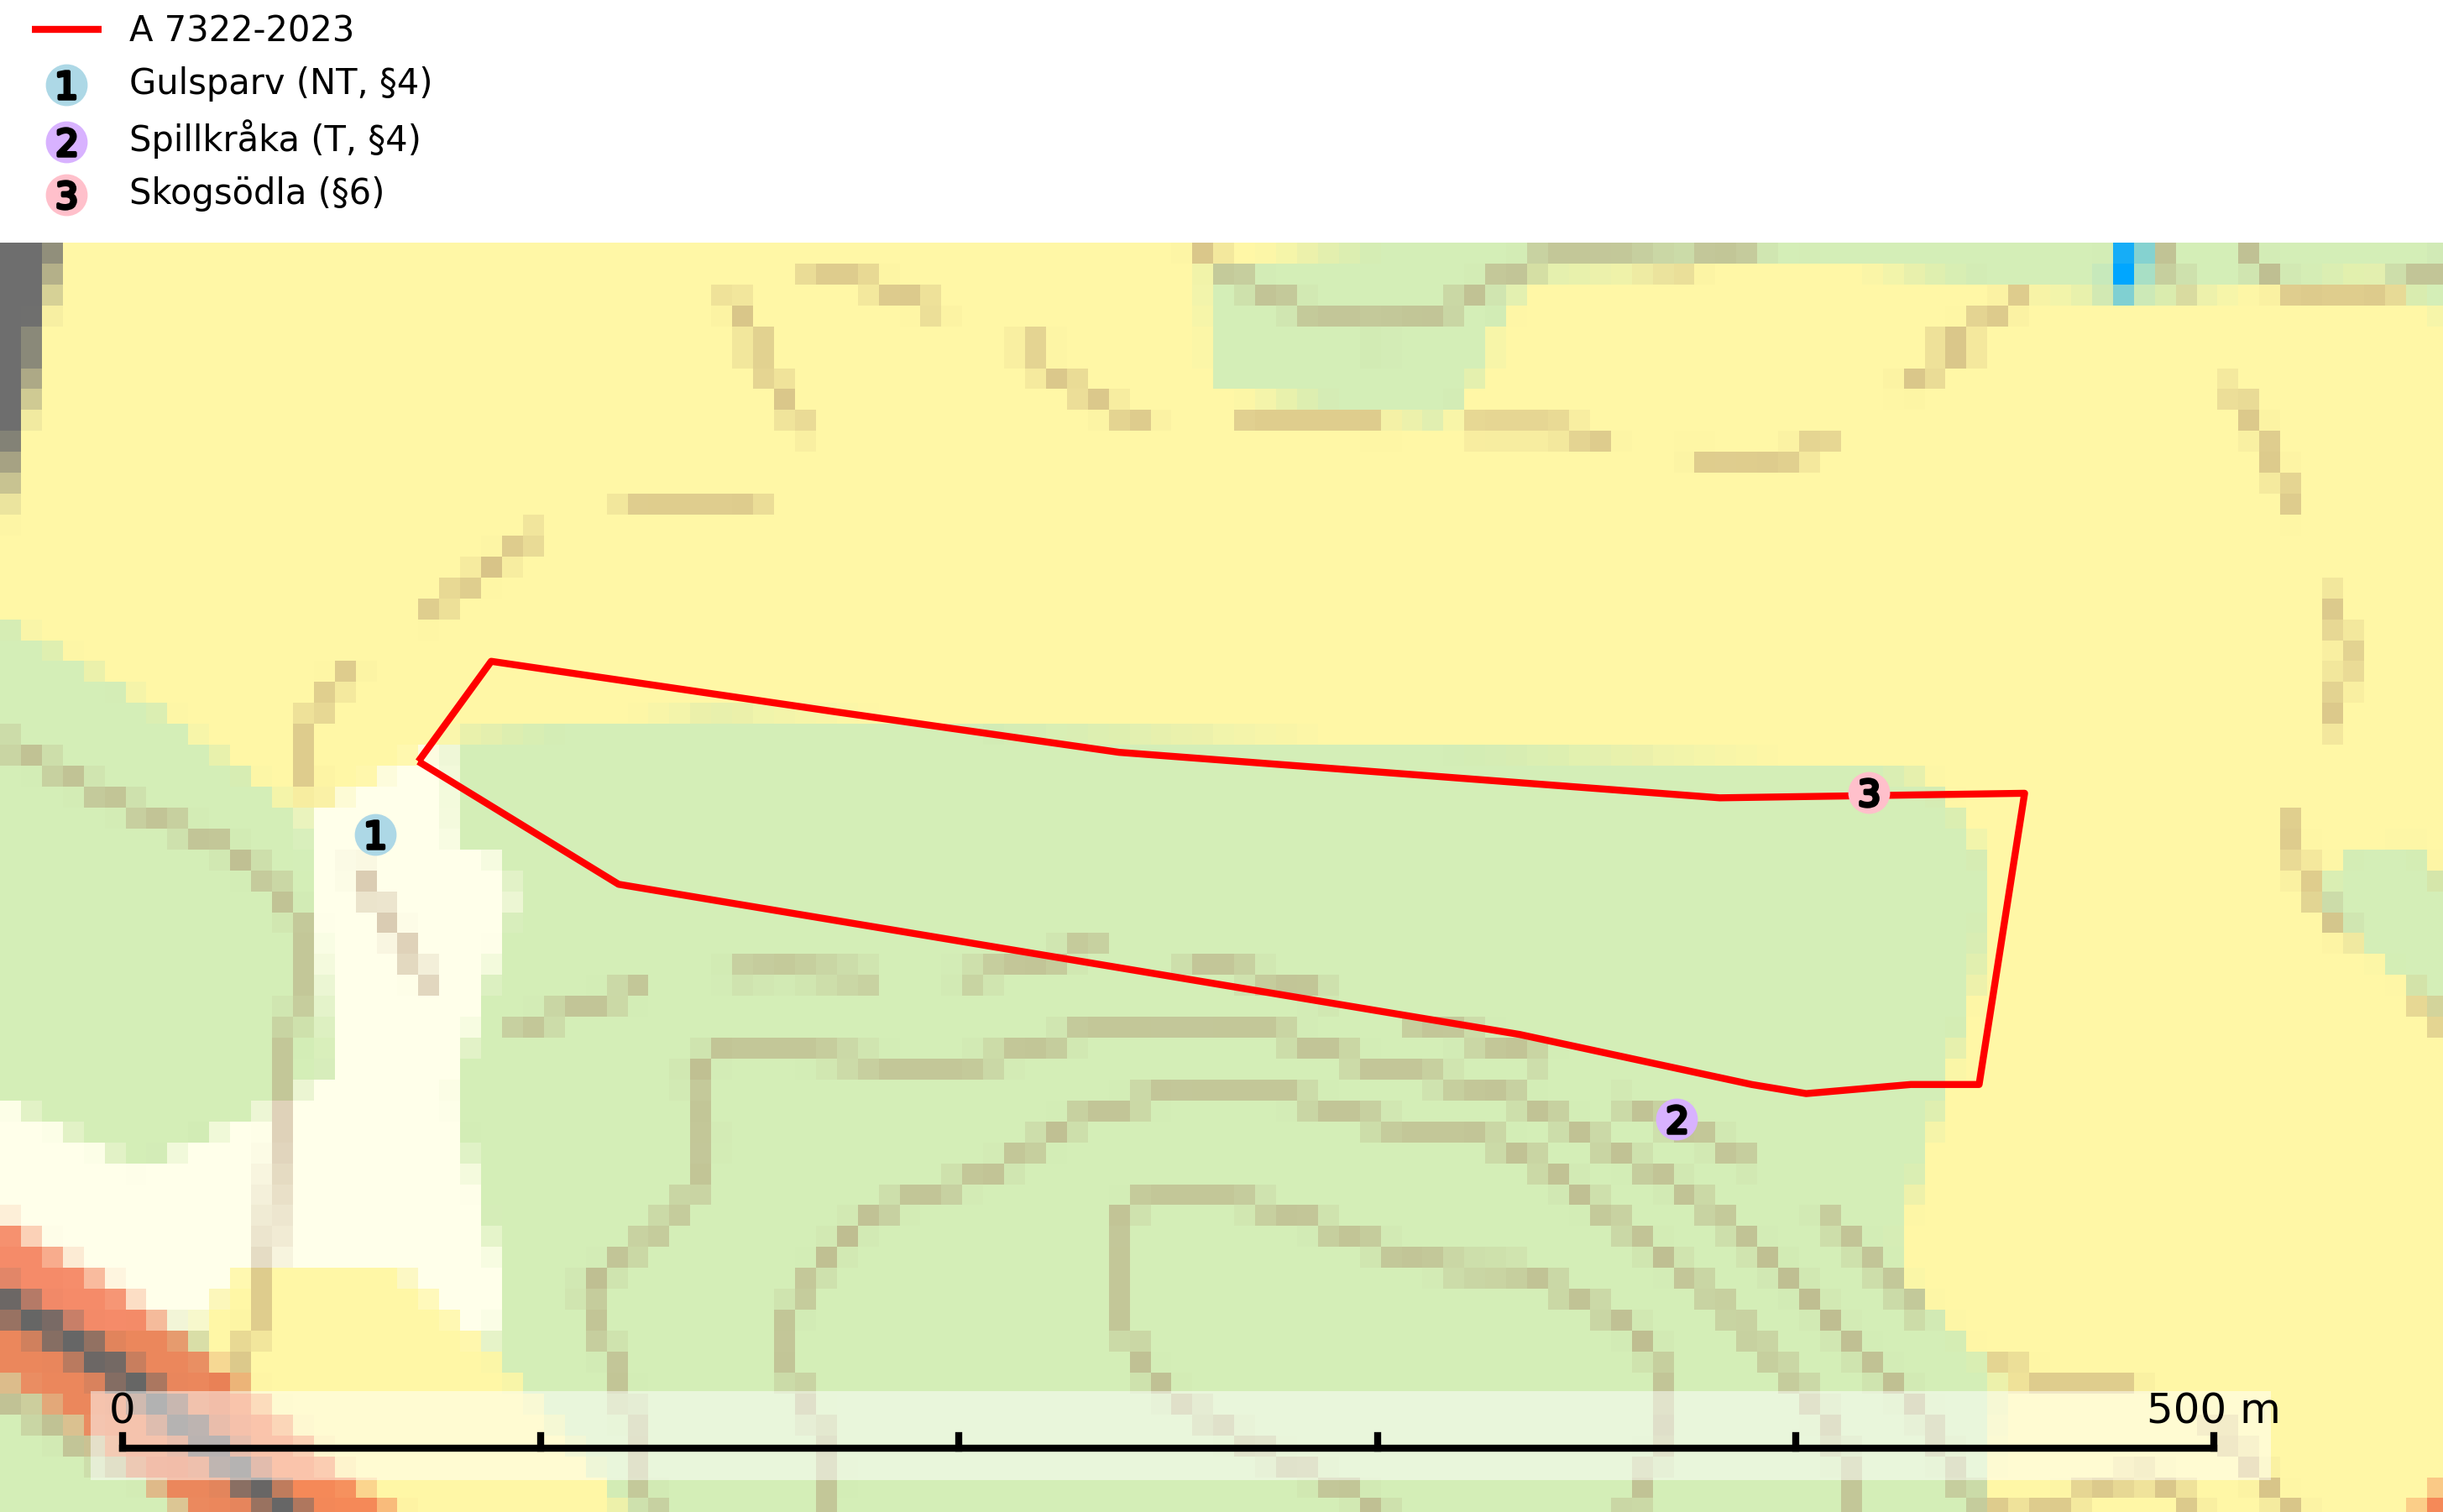 A 7322-2023
1 Gulsparv (NT, §4)
2 Spillkråka (T, §4)
3 Skogsödla (§6)
3
1
2
0 500 m